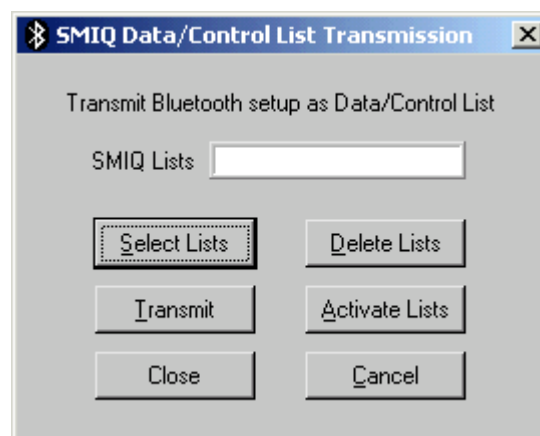 SMIQ Data/Control List Transmission
Transmit Bluetooth setup as Data/Control List
SMIQ Lists
Select Lists Delete Lists
Transmit Activate Lists
Close Cancel